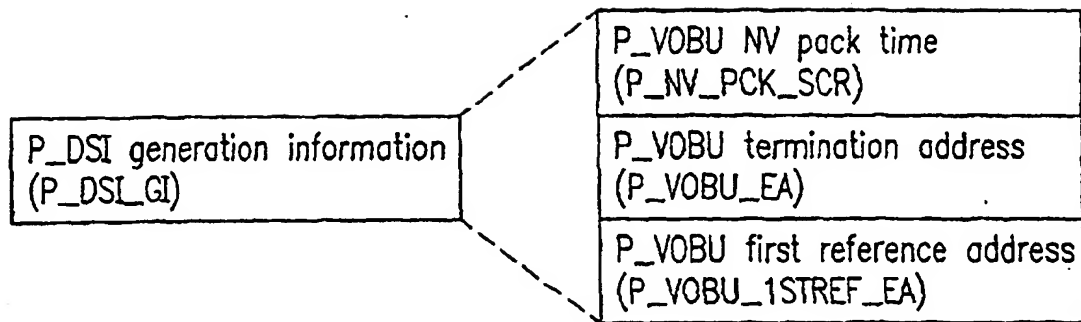 P_DSI generation information
(P_DSI_GI)
P_VOBU NV pack time
(P_NV_PCK_SCR)
P_VOBU termination address
(P_VOBU_EA)
P_VOBU first reference address
(P_VOBU_1STREF_EA)